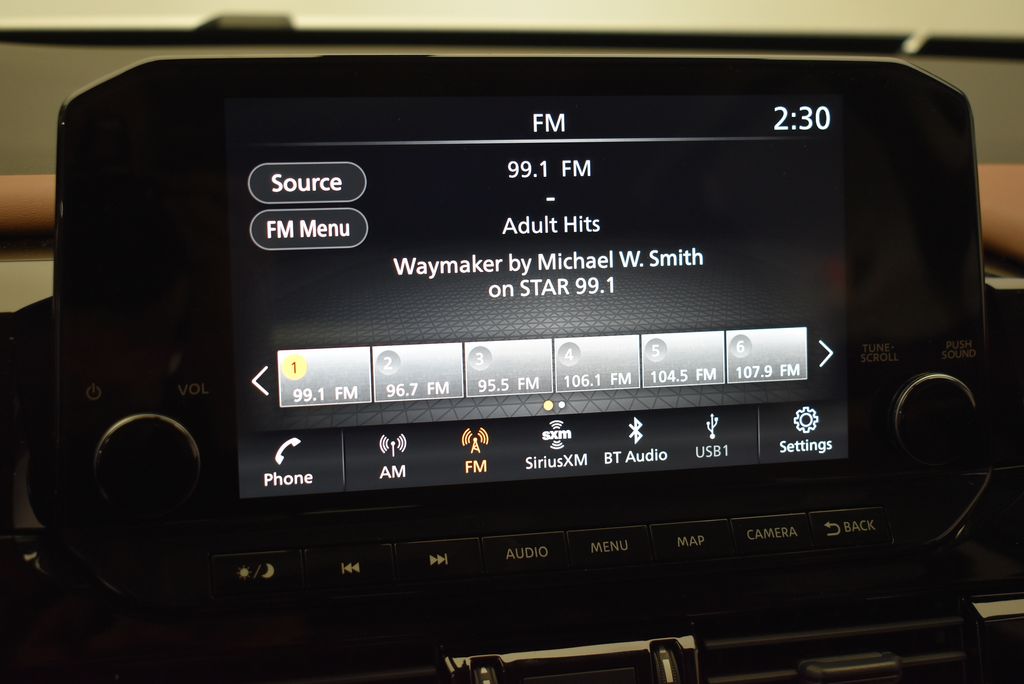 FM
2:30
Source
99.1 FM
-
FM Menu
Adult Hits
Waymaker by Michael W. Smith
on STAR 99.1
1
99.1 FM
2
96.7 FM
3
95.5 FM
4
106.1 FM
5
104.5 FM
6
107.9 FM
Phone
AM
FM
sxm
SiriusXM
BT Audio
USB1
Settings
VOL
TUNE·
SCROLL
PUSH
SOUND
AUDIO
MENU
MAP
CAMERA
BACK